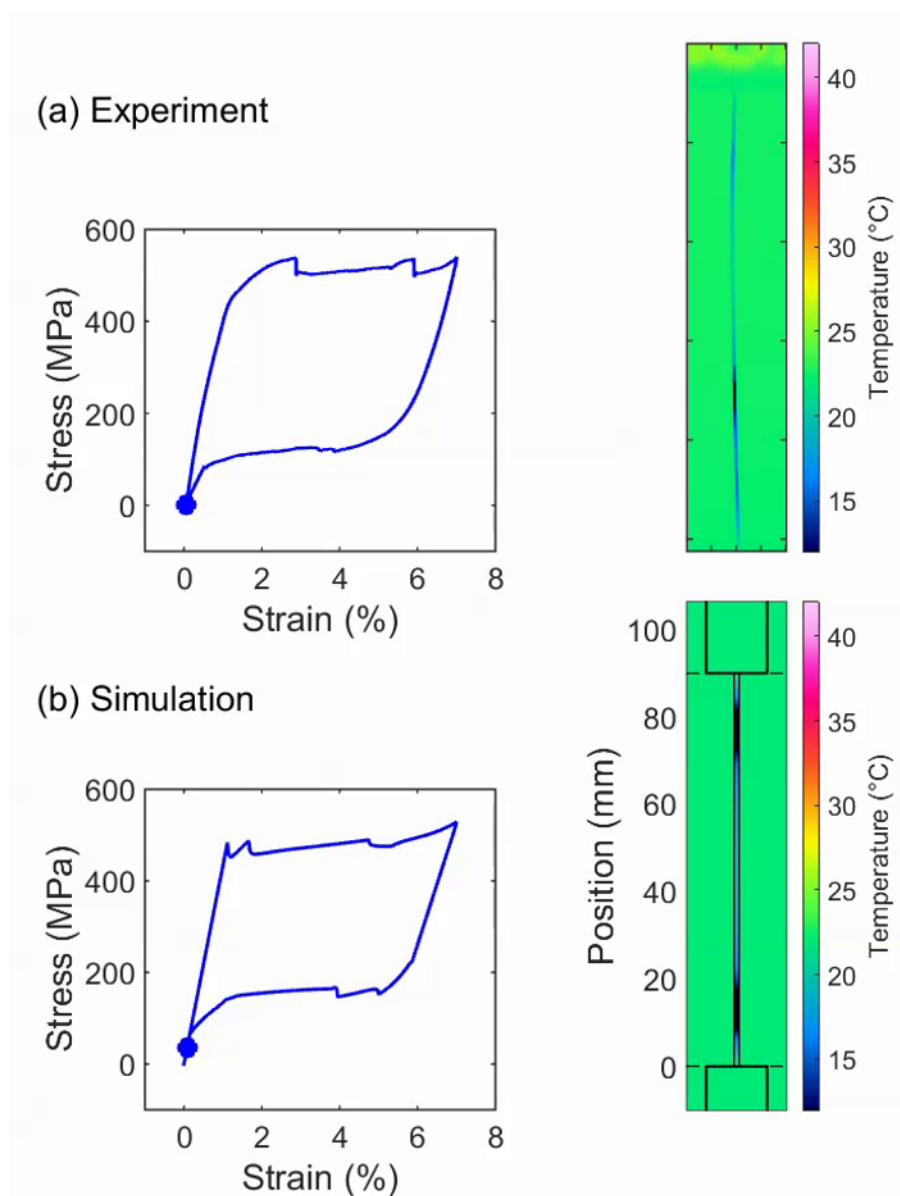 (a) Experiment
600
400
200
0
0 2 4 6 8
Stress (MPa)
Strain (%)
40
35
30
25
20
15
Temperature (°C)
(b) Simulation
600
400
200
0
0 2 4 6 8
Stress (MPa)
Strain (%)
100
80
60
40
20
0
Position (mm)
40
35
30
25
20
15
Temperature (°C)